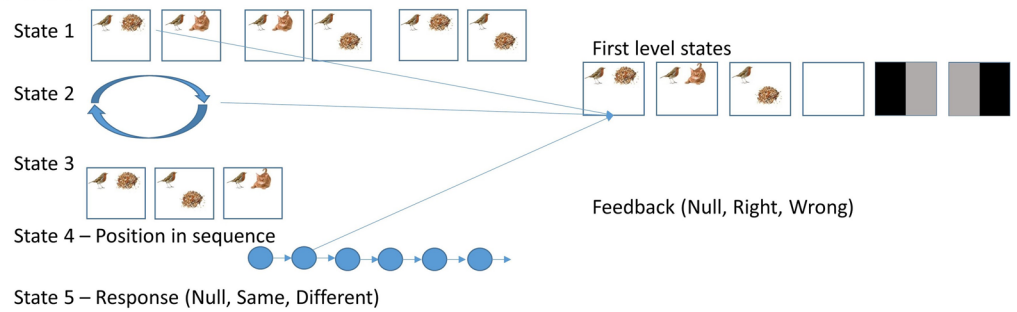 State 1
First level states
State 2
State 3
Feedback (Null, Right, Wrong)
State 4 – Position in sequence
State 5 – Response (Null, Same, Different)